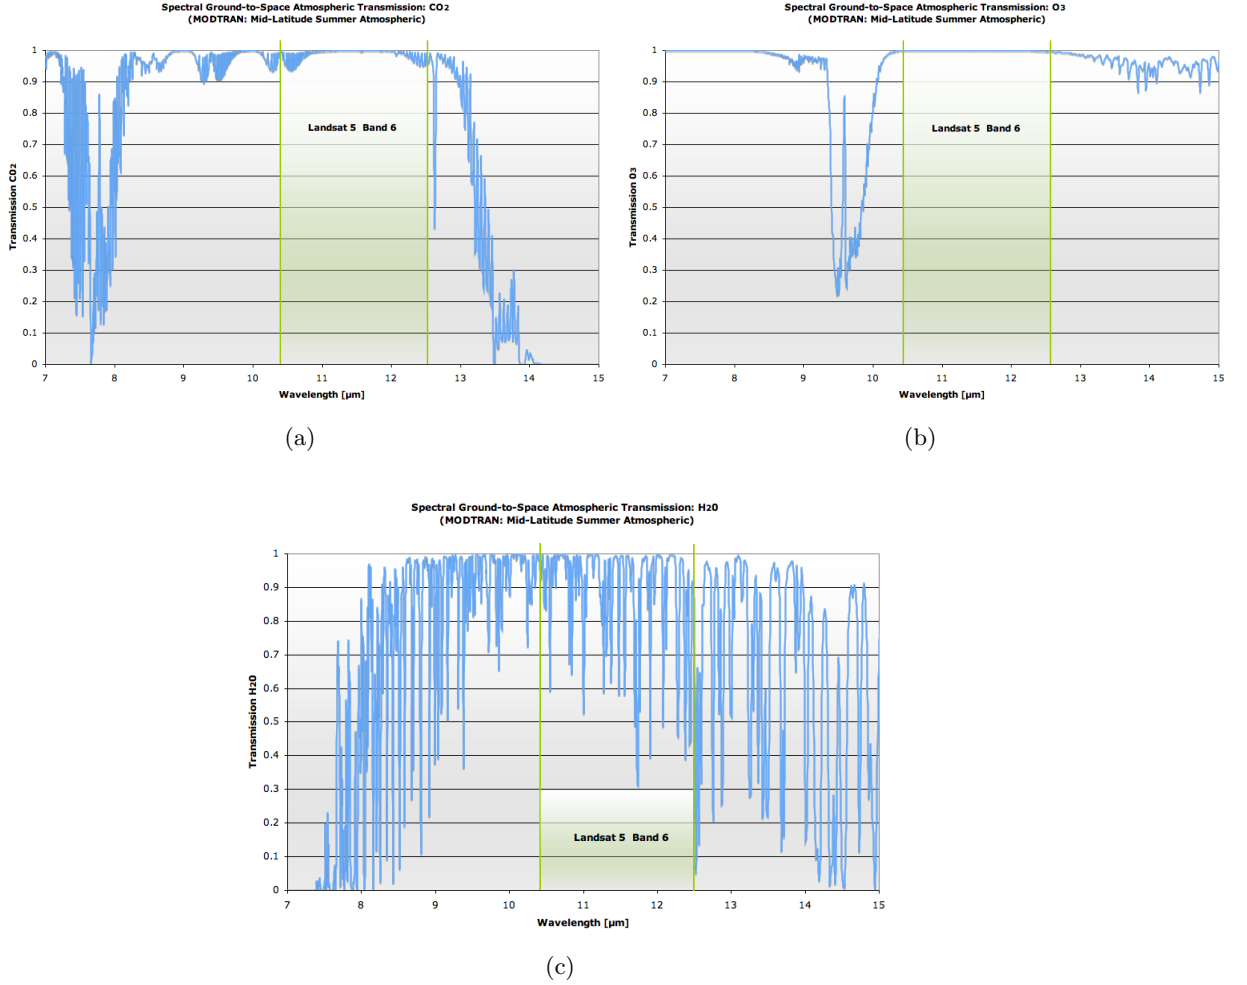 Spectral Ground-to-Space Atmospheric Transmission: CO2
(MODTRAN: Mid-Latitude Summer Atmospheric)
1
0.9
0.8
0.7
0.6
0.5
0.4
0.3
0.2
0.1
0
Transmission CO2
Landsat 5 Band 6
7 8 9 10 11 12 13 14 15
Wavelength [µm]
(a)
Spectral Ground-to-Space Atmospheric Transmission: O3
(MODTRAN: Mid-Latitude Summer Atmospheric)
1
0.9
0.8
0.7
0.6
0.5
0.4
0.3
0.2
0.1
0
Transmission O3
Landsat 5 Band 6
7 8 9 10 11 12 13 14 15
Wavelength [µm]
(b)
Spectral Ground-to-Space Atmospheric Transmission: H20
(MODTRAN: Mid-Latitude Summer Atmospheric)
1
0.9
0.8
0.7
0.6
0.5
0.4
0.3
0.2
0.1
0
Transmission H20
Landsat 5 Band 6
7 8 9 10 11 12 13 14 15
Wavelength [µm]
(c)